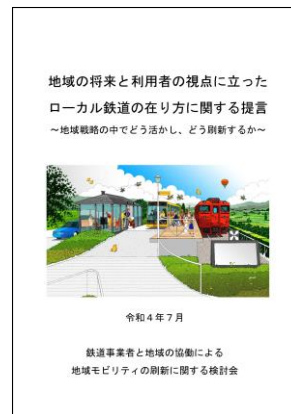 地域の将来と利用者の視点に立った
ローカル鉄道の在り方に関する提言
～地域戦略の中でどう活かし、どう刷新するか～
令和４年７月
鉄道事業者と地域の協働による
地域モビリティの刷新に関する検討会